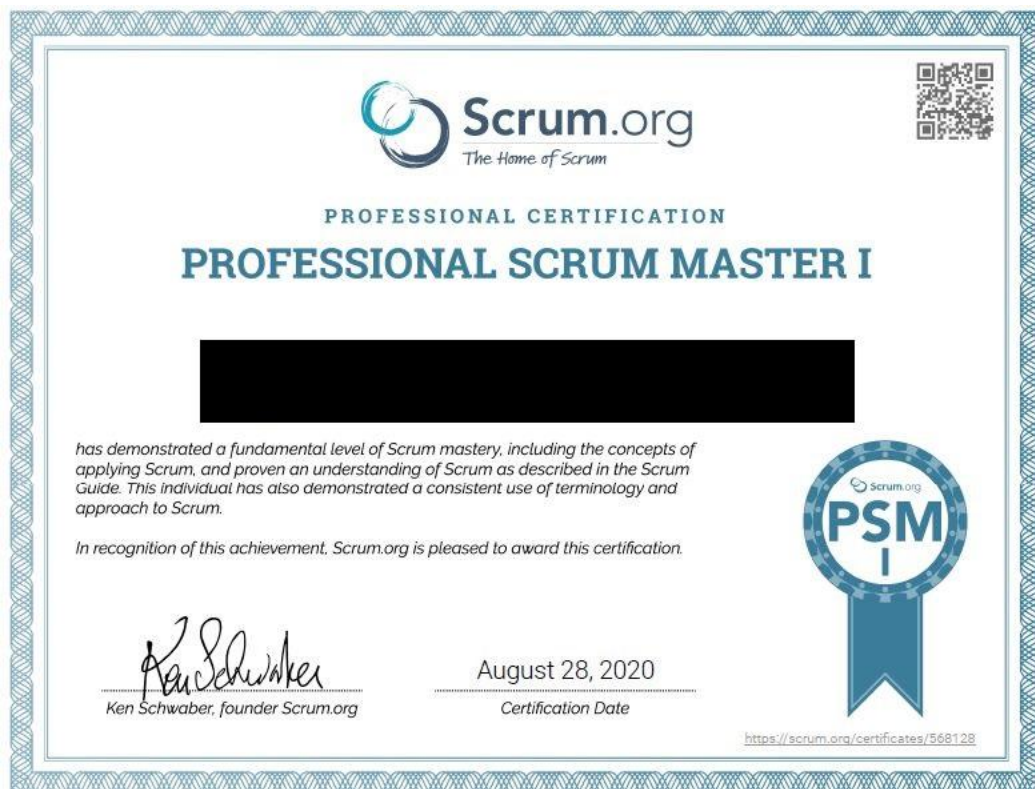 Scrum.org
The Home of Scrum
PROFESSIONAL CERTIFICATION
PROFESSIONAL SCRUM MASTER I
has demonstrated a fundamental level of Scrum mastery, including the concepts of
applying Scrum, and proven an understanding of Scrum as described in the Scrum
Guide. This individual has also demonstrated a consistent use of terminology and
approach to Scrum.
In recognition of this achievement, Scrum.org is pleased to award this certification.
Scrum.org
PSM
I
Ken Schwaber
August 28, 2020
Ken Schwaber, founder Scrum.org
Certification Date
https://scrum.org/certificates/568128